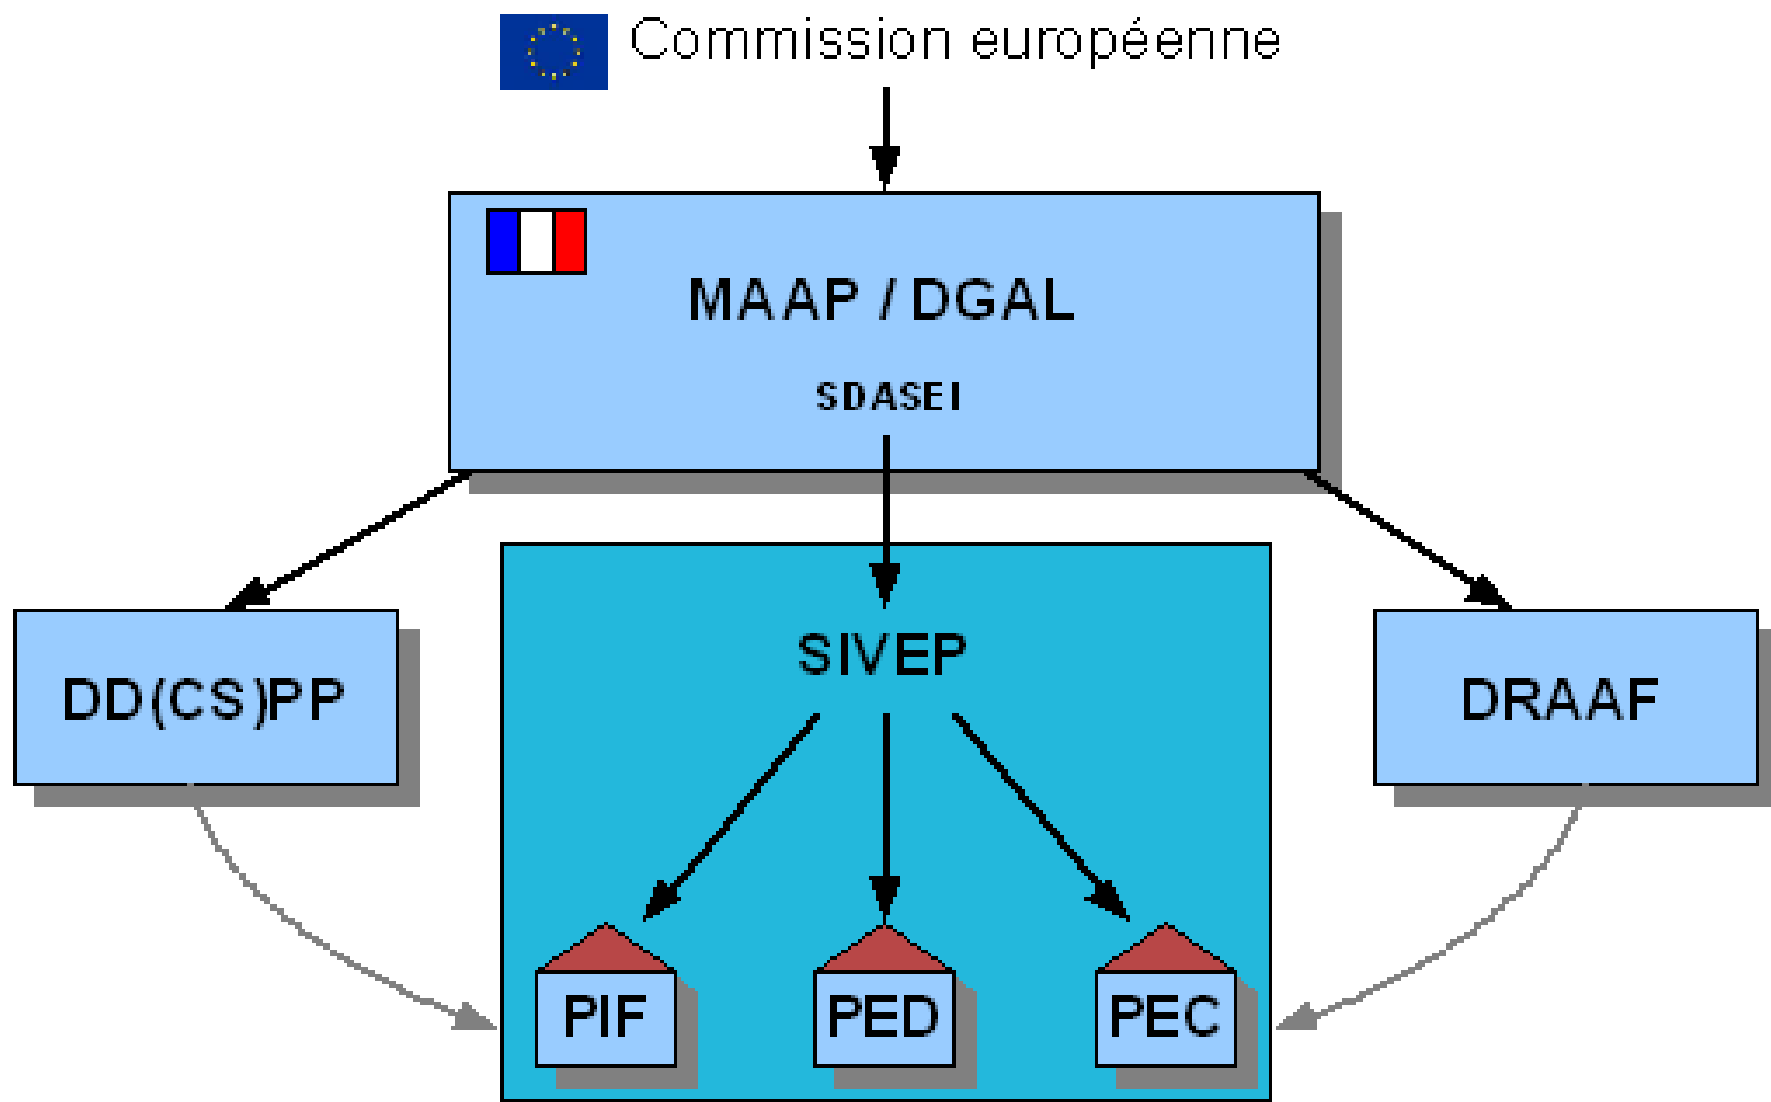 Commission européenne
MAAP / DGAL
SDASEI
SIVEP
DD(CS)PP
DRAAF
PIF
PED
PEC